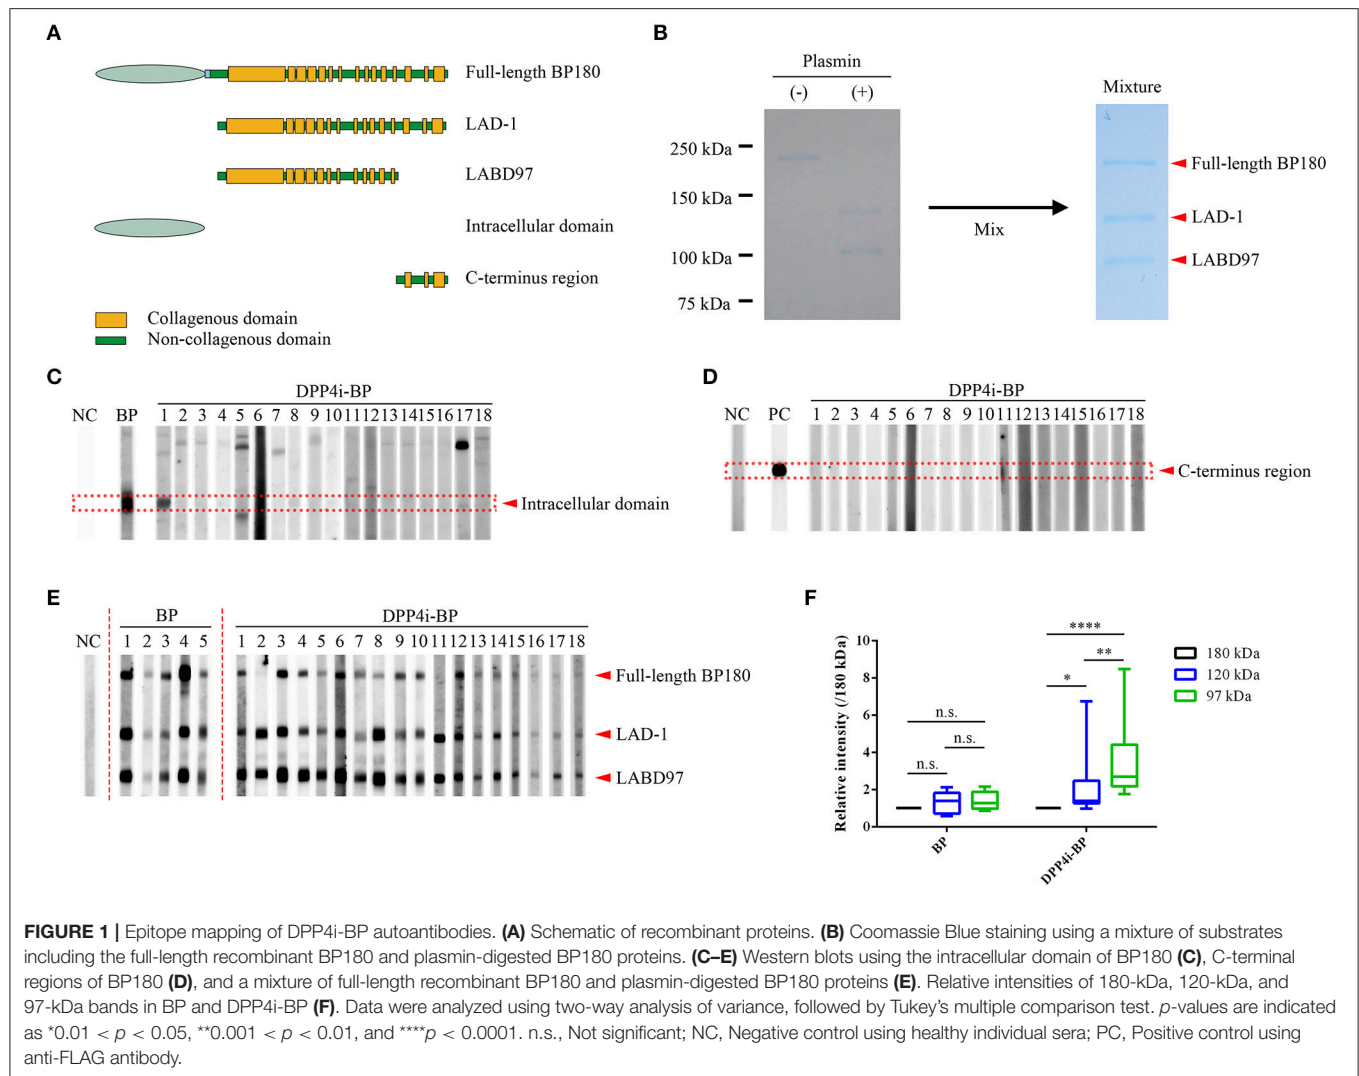 A
Full-length BP180
LAD-1
LABD97
Intracellular domain
C-terminus region
Collagenous domain
Non-collagenous domain
B
Plasmin
(-) (+)
250 kDa
150 kDa
100 kDa
75 kDa
Mix
Mixture
Full-length BP180
LAD-1
LABD97
C
DPP4i-BP
NC BP 1 2 3 4 5 6 7 8 9 10 11 12 13 14 15 16 17 18
Intracellular domain
D
DPP4i-BP
NC PC 1 2 3 4 5 6 7 8 9 10 11 12 13 14 15 16 17 18
C-terminus region
E
BP DPP4i-BP
NC 1 2 3 4 5 1 2 3 4 5 6 7 8 9 10 11 12 13 14 15 16 17 18
Full-length BP180
LAD-1
LABD97
F
Relative intensity (/180 kDa)
10
8
6
4
2
0
n.s.
n.s.
n.s.
****
**
*
BP
DPP4i-BP
180 kDa
120 kDa
97 kDa
FIGURE 1 | Epitope mapping of DPP4i-BP autoantibodies. (A) Schematic of recombinant proteins. (B) Coomassie Blue staining using a mixture of substrates
including the full-length recombinant BP180 and plasmin-digested BP180 proteins. (C–E) Western blots using the intracellular domain of BP180 (C), C-terminal
regions of BP180 (D), and a mixture of full-length recombinant BP180 and plasmin-digested BP180 proteins (E). Relative intensities of 180-kDa, 120-kDa, and
97-kDa bands in BP and DPP4i-BP (F). Data were analyzed using two-way analysis of variance, followed by Tukey's multiple comparison test. p-values are indicated
as *0.01 < p < 0.05, **0.001 < p < 0.01, and ****p < 0.0001. n.s., Not significant; NC, Negative control using healthy individual sera; PC, Positive control using
anti-FLAG antibody.